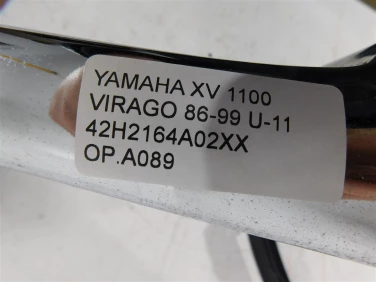 YAMAHA XV 1100
VIRAGO 86-99 U-11
42H2164A02XX
OP.A089